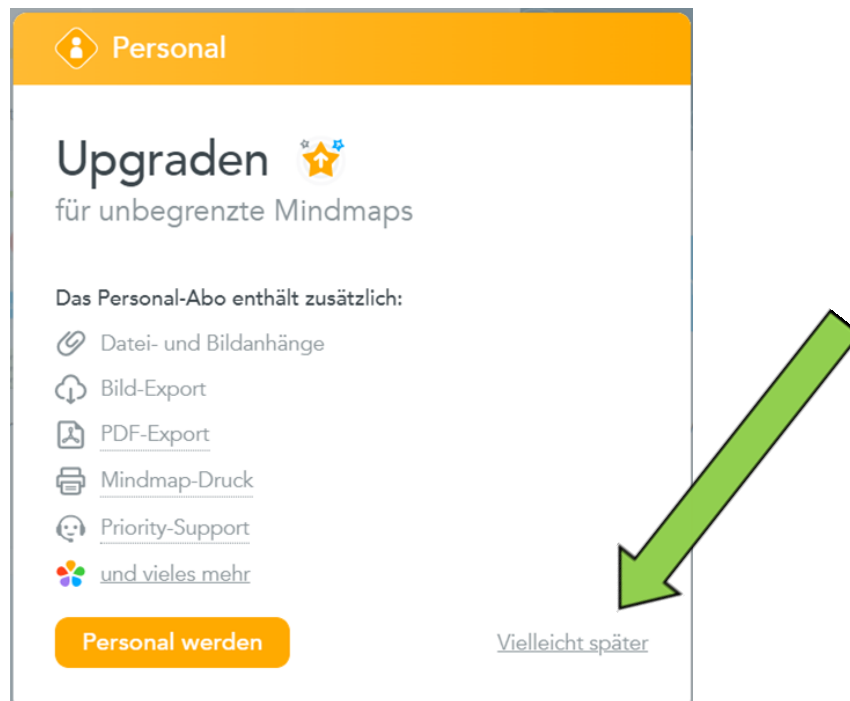 Personal
Upgraden
für unbegrenzte Mindmaps
Das Personal-Abo enthält zusätzlich:
Datei- und Bildanhänge
Bild-Export
PDF-Export
Mindmap-Druck
Priority-Support
und vieles mehr
Personal werden
Vielleicht später